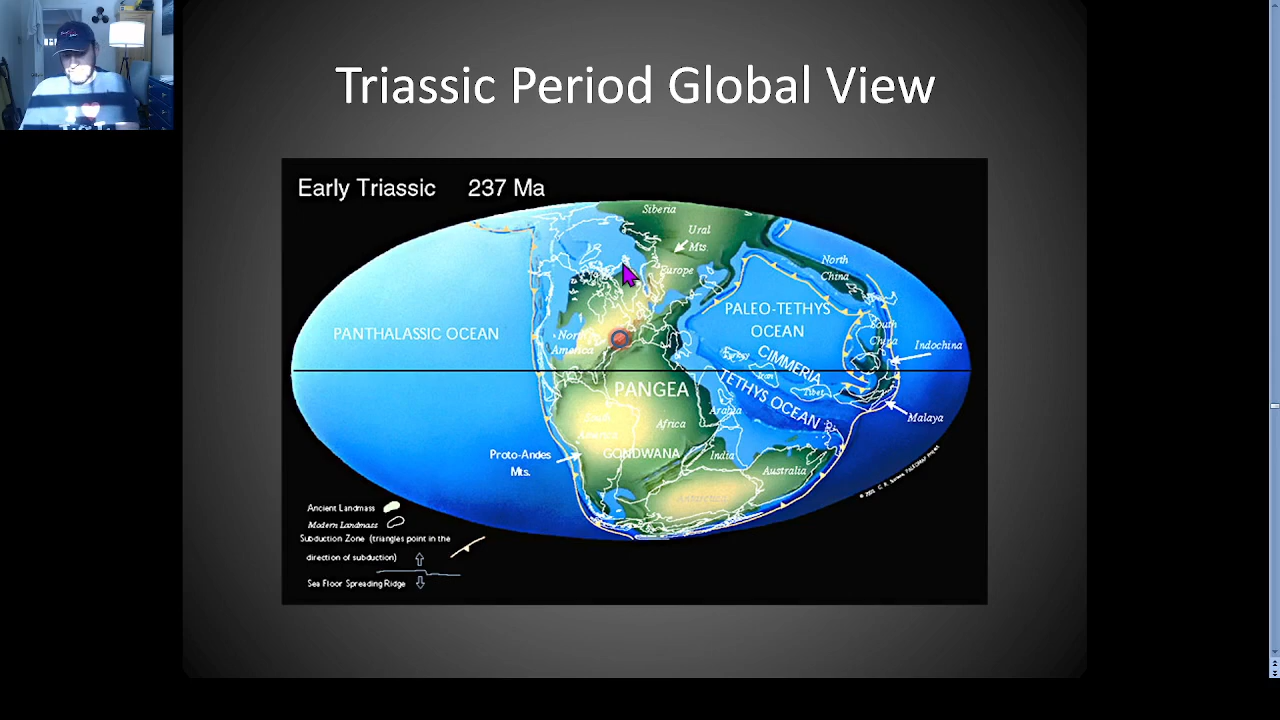 Triassic Period Global View
Early Triassic 237 Ma
Siberia
Ural
Mts.
Europe
North
China
PANTHALASSIC OCEAN
PALEO-TETHYS
OCEAN
North
America
South
China
Indochina
CIMMERIA
Turkey
Iran
Tibet
TETHYS OCEAN
PANGEA
South
America
Africa
Arabia
Malaya
Proto-Andes
Mts.
GONDWANA
India
Australia
Antarctica
Ancient Landmass
Modern Landmass
Subduction Zone (triangles point in the
direction of subduction)
Sea Floor Spreading Ridge